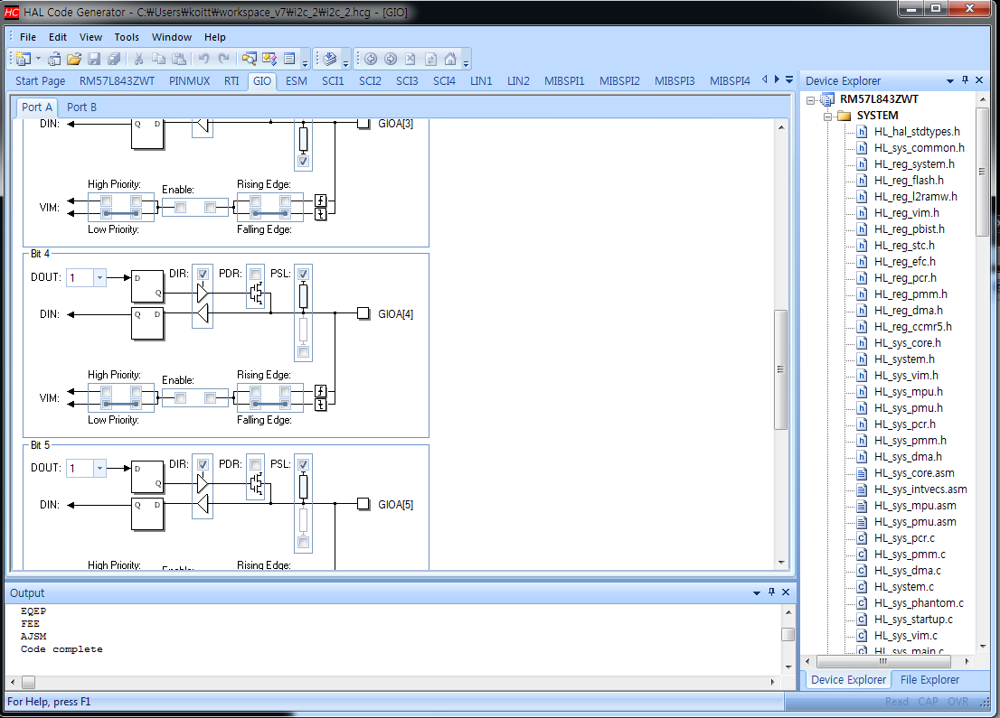 HC HAL Code Generator - C:₩Users₩koitt₩workspace_v7₩i2c_2₩i2c_2.hcg - [GIO]
File Edit View Tools Window Help
Start Page RM57L843ZWT PINMUX RTI GIO ESM SCI1 SCI2 SCI3 SCI4 LIN1 LIN2 MIBSPI1 MIBSPI2 MIBSPI3 MIBSPI4
Port A Port B
DIN: Q D GIOA[3]
High Priority: Enable: Rising Edge:
VIM:
Low Priority: Falling Edge:
Bit 4
DOUT: 1 D Q DIR: PDR: PSL:
DIN: Q D GIOA[4]
High Priority: Enable: Rising Edge:
VIM:
Low Priority: Falling Edge:
Bit 5
DOUT: 1 D Q DIR: PDR: PSL:
DIN: Q D GIOA[5]
High Priority: Enable: Rising Edge:
Output
EQEP
FEE
AJSM
Code complete
For Help, press F1
Device Explorer
RM57L843ZWT
SYSTEM
HL_hal_stdtypes.h
HL_sys_common.h
HL_reg_system.h
HL_reg_flash.h
HL_reg_l2ramw.h
HL_reg_vim.h
HL_reg_pbist.h
HL_reg_stc.h
HL_reg_efc.h
HL_reg_pcr.h
HL_reg_pmm.h
HL_reg_dma.h
HL_reg_ccmr5.h
HL_sys_core.h
HL_system.h
HL_sys_vim.h
HL_sys_mpu.h
HL_sys_pmu.h
HL_sys_pcr.h
HL_sys_pmm.h
HL_sys_dma.h
HL_sys_core.asm
HL_sys_intvecs.asm
HL_sys_mpu.asm
HL_sys_pmu.asm
HL_sys_pcr.c
HL_sys_pmm.c
HL_sys_dma.c
HL_system.c
HL_sys_phantom.c
HL_sys_startup.c
HL_sys_vim.c
HL_sys_main.c
Device Explorer File Explorer
Read CAP OVR